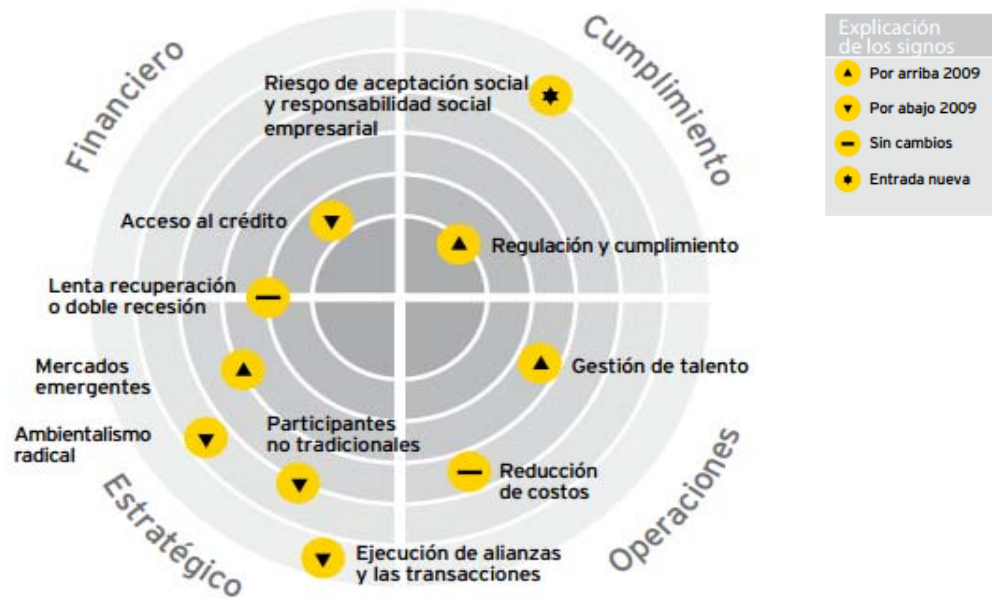 Financiero
Cumplimiento
Riesgo de aceptación social
y responsabilidad social
empresarial
Acceso al crédito
Regulación y cumplimiento
Lenta recuperación
o doble recesión
Mercados
emergentes
Gestión de talento
Ambientalismo
radical
Participantes
no tradicionales
Reducción
de costos
Estratégico
Operaciones
Ejecución de alianzas
y las transacciones
Explicación
de los signos
Por arriba 2009
Por abajo 2009
Sin cambios
Entrada nueva